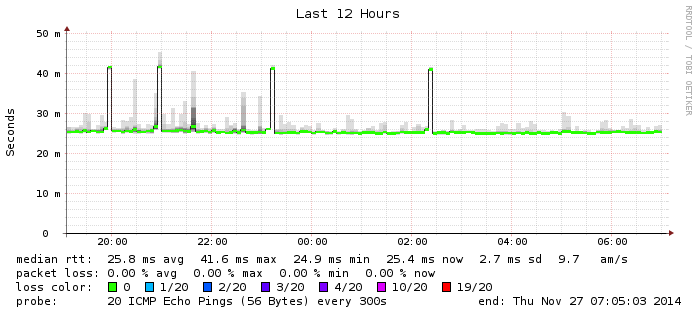 Last 12 Hours
RRDTOOL / TOBI OETIKER
Seconds
50 m
40 m
30 m
20 m
10 m
0
20:00 22:00 00:00 02:00 04:00 06:00
median rtt: 25.8 ms avg 41.6 ms max 24.9 ms min 25.4 ms now 2.7 ms sd 9.7 am/s
packet loss: 0.00 % avg 0.00 % max 0.00 % min 0.00 % now
loss color: 0 1/20 2/20 3/20 4/20 10/20 19/20
probe: 20 ICMP Echo Pings (56 Bytes) every 300s end: Thu Nov 27 07:05:03 2014